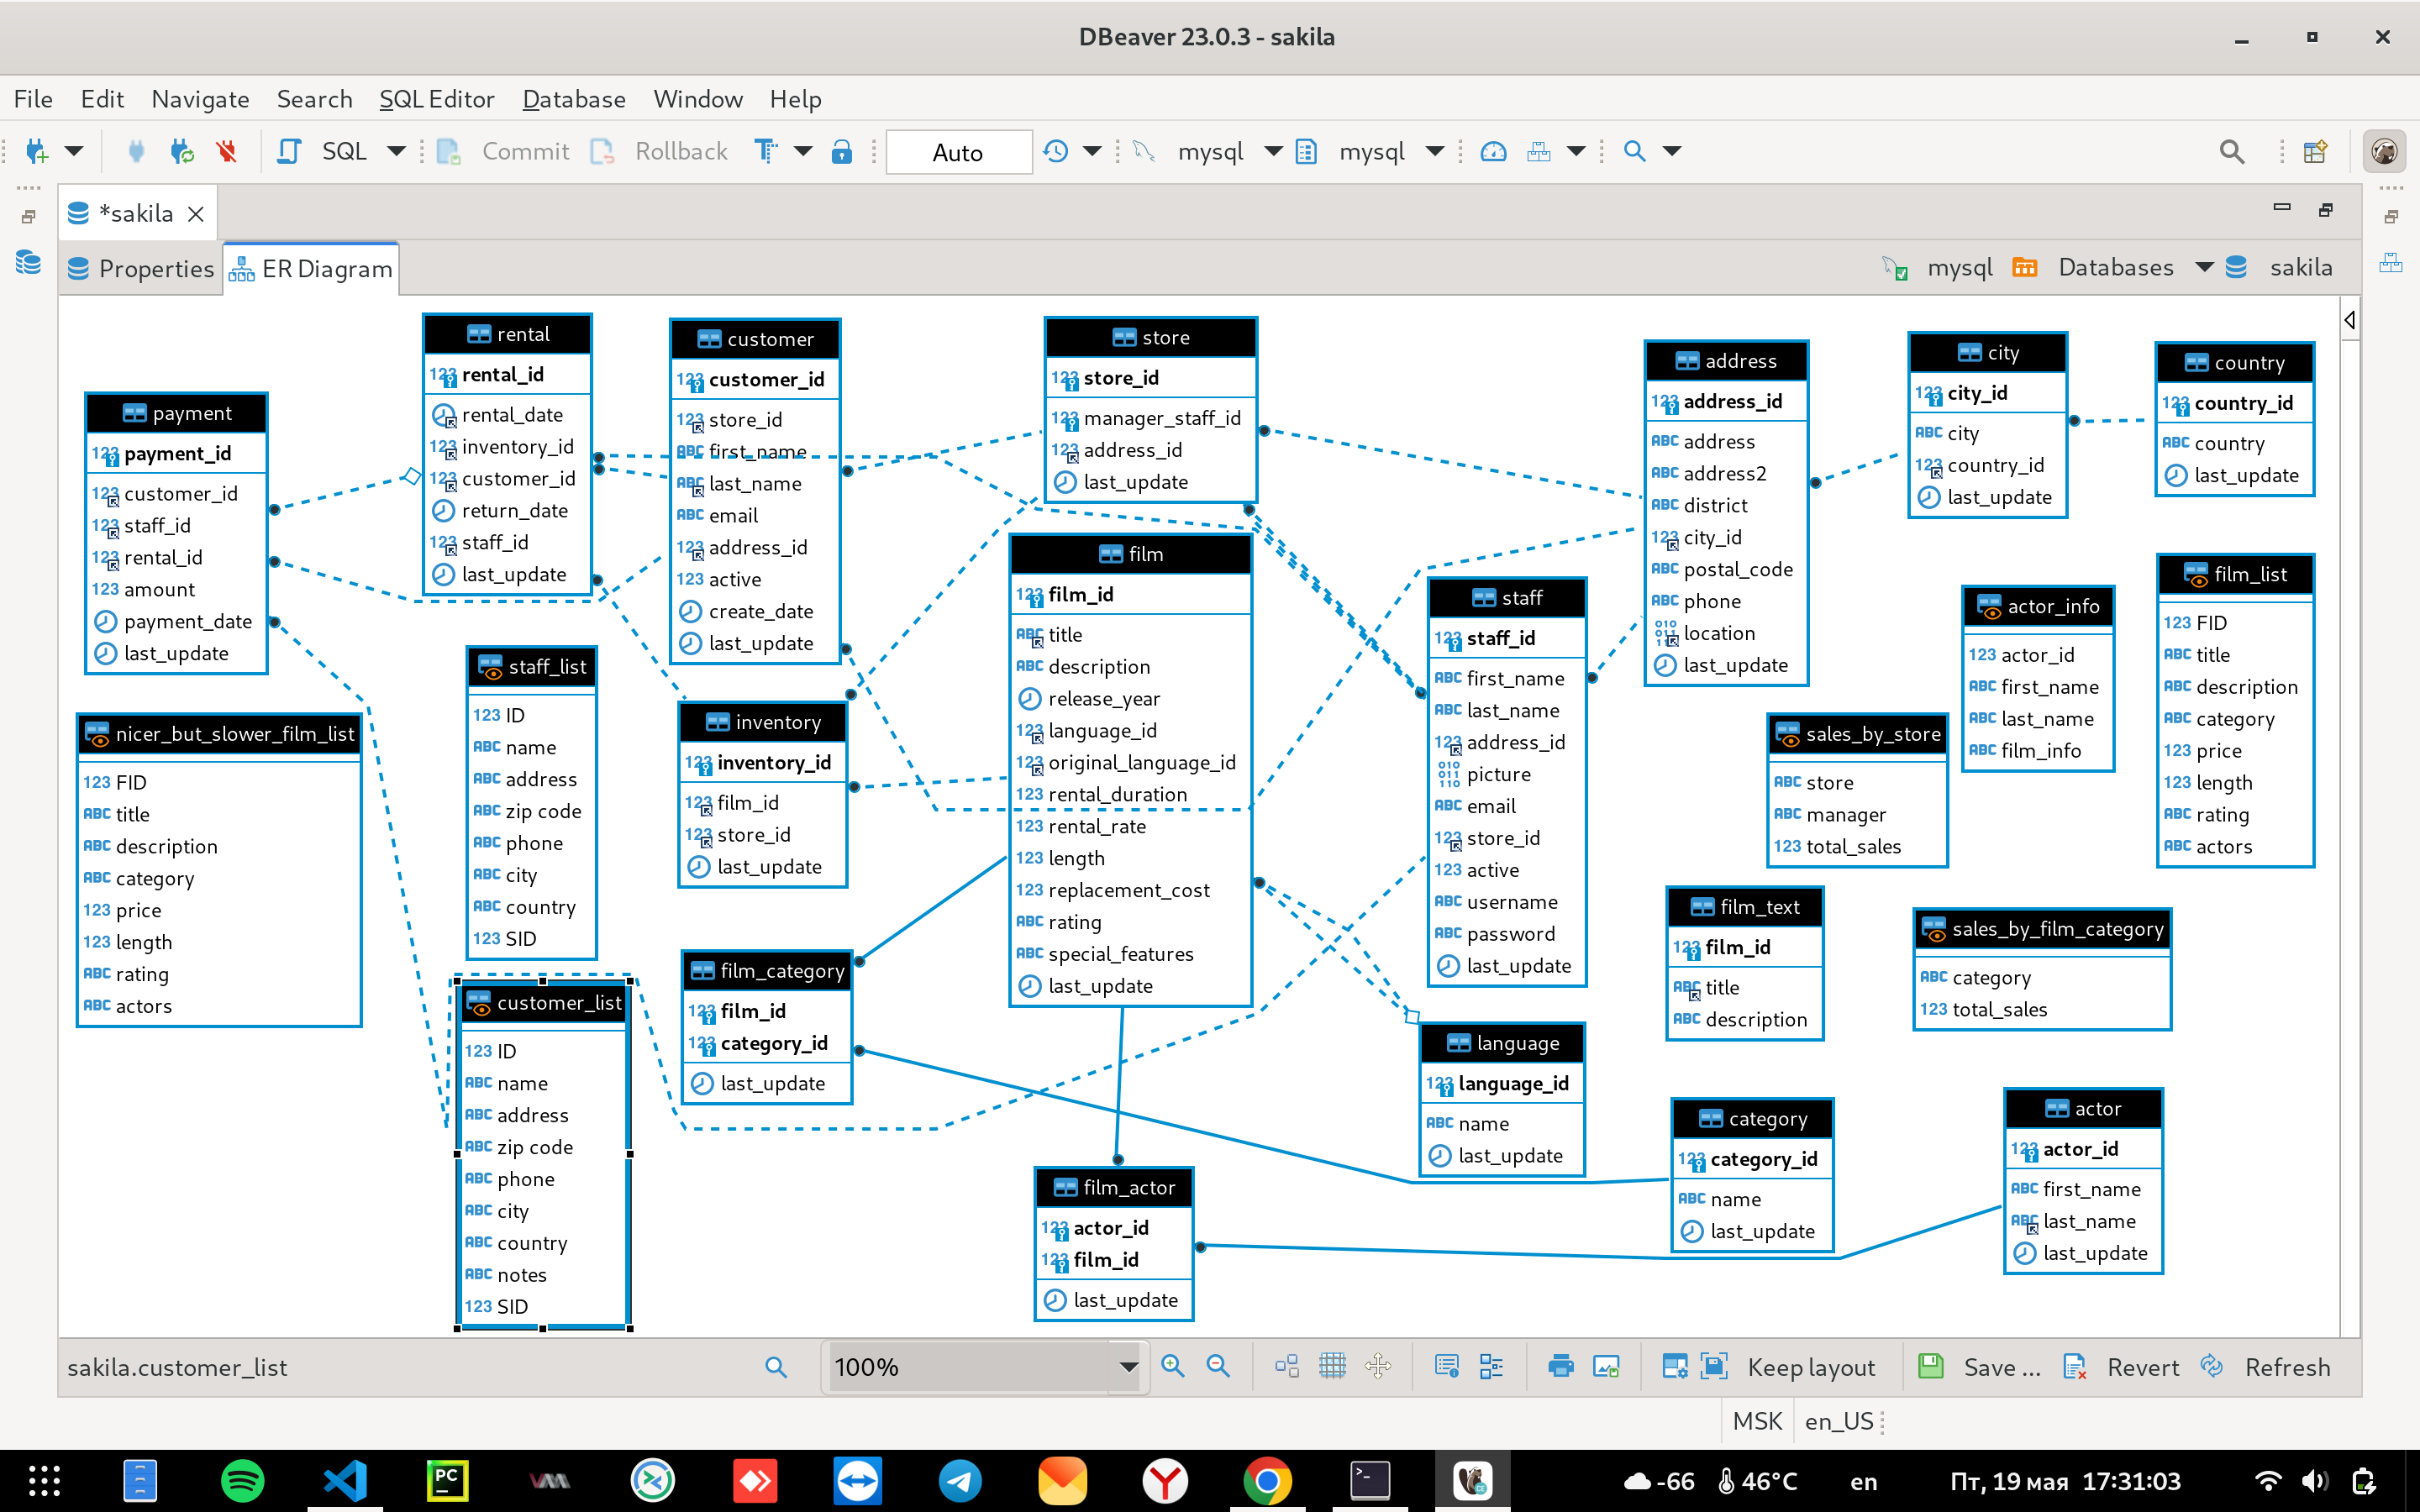 DBeaver 23.0.3 - sakila
File Edit Navigate Search SQL Editor Database Window Help
SQL Commit Rollback Auto mysql mysql
*sakila
Properties ER Diagram mysql Databases sakila
payment
payment_id
customer_id
staff_id
rental_id
amount
payment_date
last_update
rental
rental_id
rental_date
inventory_id
customer_id
return_date
staff_id
last_update
customer
customer_id
store_id
first_name
last_name
email
address_id
active
create_date
last_update
store
store_id
manager_staff_id
address_id
last_update
address
address_id
address
address2
district
city_id
postal_code
phone
location
last_update
city
city_id
city
country_id
last_update
country
country_id
country
last_update
nicer_but_slower_film_list
FID
title
description
category
price
length
rating
actors
staff_list
ID
name
address
zip code
phone
city
country
SID
inventory
inventory_id
film_id
store_id
last_update
film
film_id
title
description
release_year
language_id
original_language_id
rental_duration
rental_rate
length
replacement_cost
rating
special_features
last_update
staff
staff_id
first_name
last_name
address_id
picture
email
store_id
active
username
password
last_update
actor_info
actor_id
first_name
last_name
film_info
film_list
FID
title
description
category
price
length
rating
actors
sales_by_store
store
manager
total_sales
film_text
film_id
title
description
sales_by_film_category
category
total_sales
customer_list
ID
name
address
zip code
phone
city
country
notes
SID
film_category
film_id
category_id
last_update
language
language_id
name
last_update
category
category_id
name
last_update
actor
actor_id
first_name
last_name
last_update
film_actor
actor_id
film_id
last_update
sakila.customer_list 100% Keep layout Save ... Revert Refresh
MSK en_US
-66 46°C en Пт, 19 мая 17:31:03